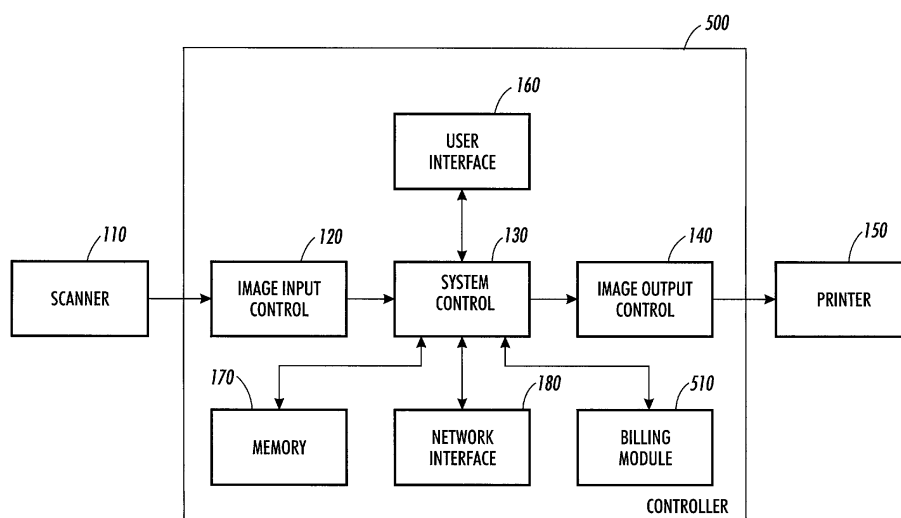 500
160
USER
INTERFACE
110
120
130
140
150
SCANNER
IMAGE INPUT
CONTROL
SYSTEM
CONTROL
IMAGE OUTPUT
CONTROL
PRINTER
170
180
510
MEMORY
NETWORK
INTERFACE
BILLING
MODULE
CONTROLLER